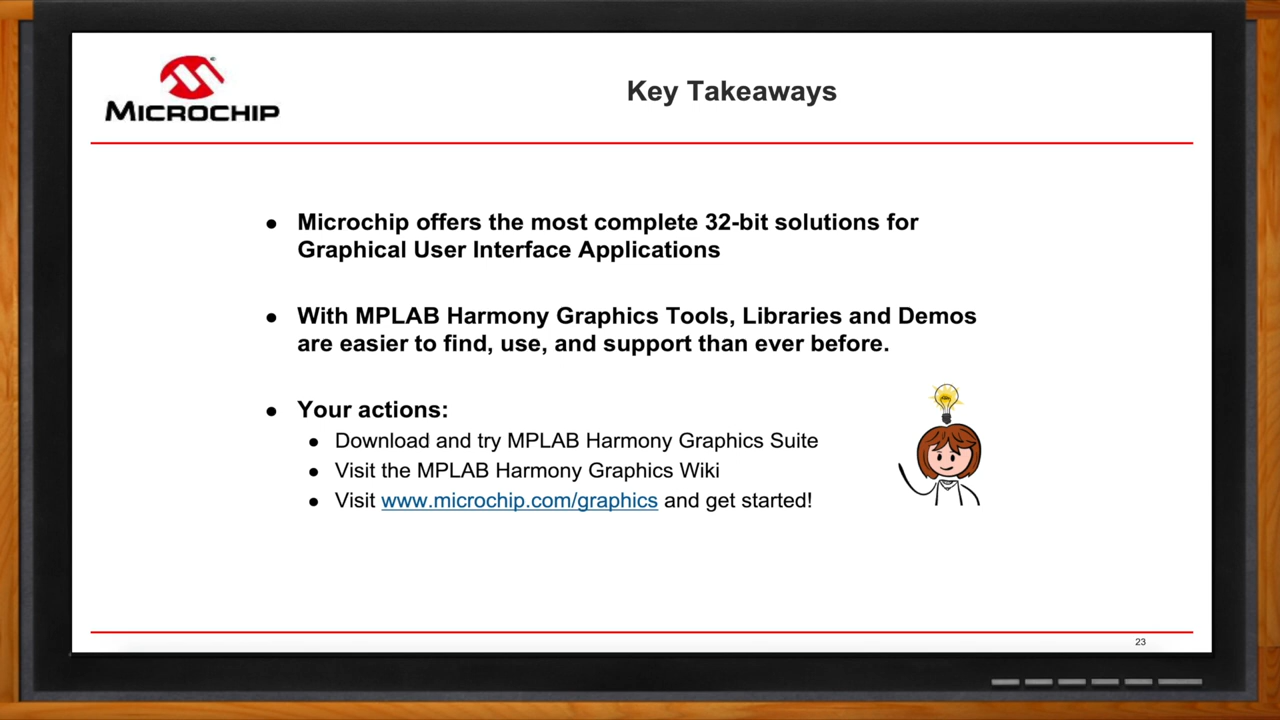 MICROCHIP
Key Takeaways
● Microchip offers the most complete 32-bit solutions for
Graphical User Interface Applications
● With MPLAB Harmony Graphics Tools, Libraries and Demos
are easier to find, use, and support than ever before.
● Your actions:
● Download and try MPLAB Harmony Graphics Suite
● Visit the MPLAB Harmony Graphics Wiki
● Visit www.microchip.com/graphics and get started!
23